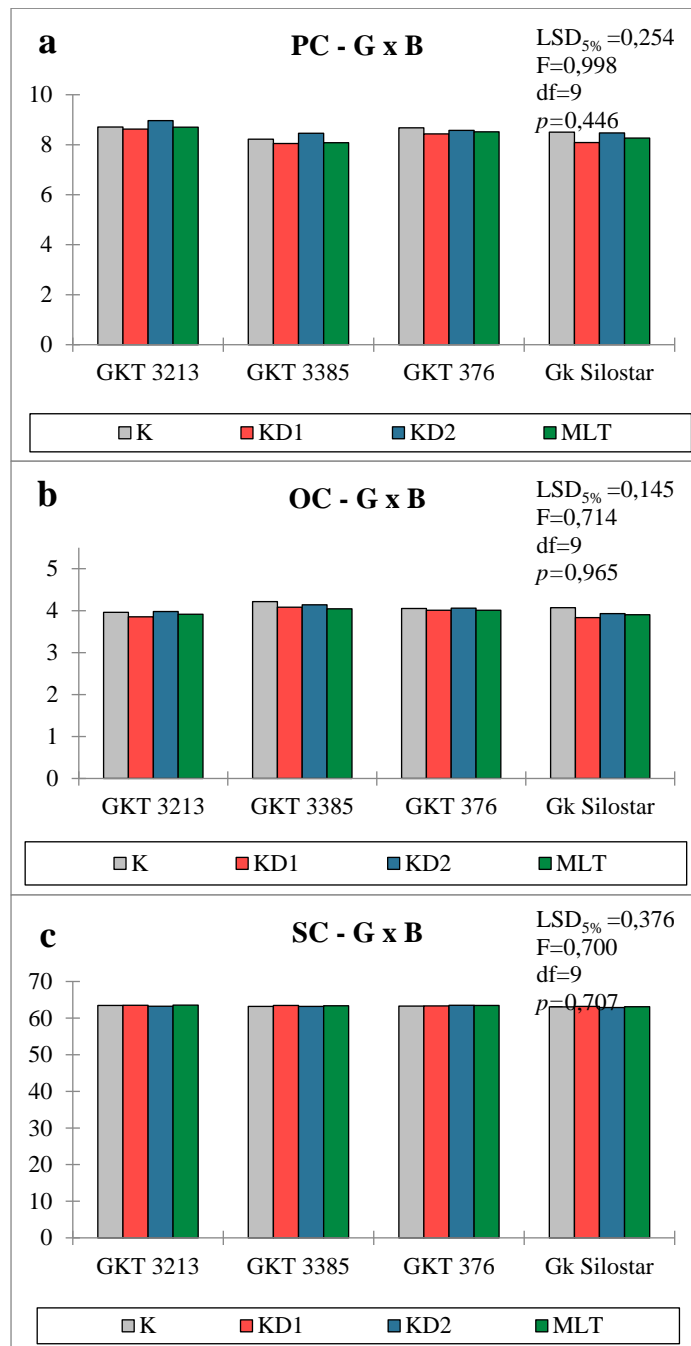 a
PC - G x B
LSD5% =0,254
F=0,998
df=9
p=0,446
10
8
6
4
2
0
GKT 3213 GKT 3385 GKT 376 Gk Silostar
K KD1 KD2 MLT
b
OC - G x B
LSD5% =0,145
F=0,714
df=9
p=0,965
5
4
3
2
1
0
GKT 3213 GKT 3385 GKT 376 Gk Silostar
K KD1 KD2 MLT
c
SC - G x B
LSD5% =0,376
F=0,700
df=9
p=0,707
70
60
50
40
30
20
10
0
GKT 3213 GKT 3385 GKT 376 Gk Silostar
K KD1 KD2 MLT